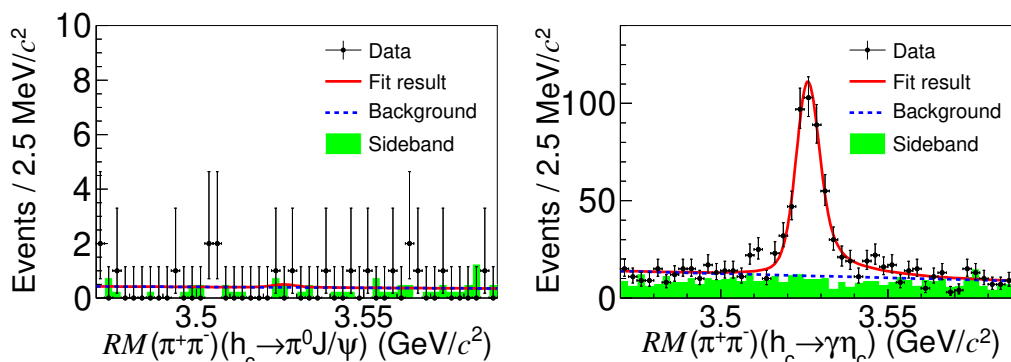 Events / 2.5 MeV/c²
10
8
6
4
2
0
Data
Fit result
Background
Sideband
3.5
3.55
RM(π⁺π⁻)(h_c→π⁰J/ψ) (GeV/c²)
Events / 2.5 MeV/c²
100
50
0
Data
Fit result
Background
Sideband
3.5
3.55
RM(π⁺π⁻)(h_c→γη_c) (GeV/c²)